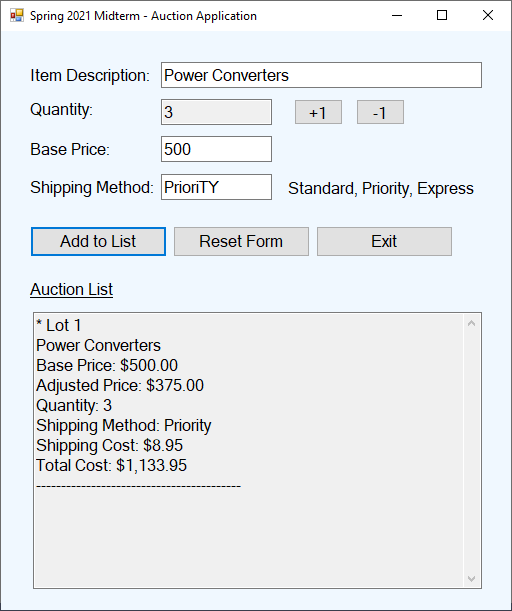 Spring 2021 Midterm - Auction Application
Item Description: Power Converters
Quantity: 3 +1 -1
Base Price: 500
Shipping Method: PrioriTY Standard, Priority, Express
Add to List Reset Form Exit
Auction List
* Lot 1
Power Converters
Base Price: $500.00
Adjusted Price: $375.00
Quantity: 3
Shipping Method: Priority
Shipping Cost: $8.95
Total Cost: $1,133.95
-----------------------------------------